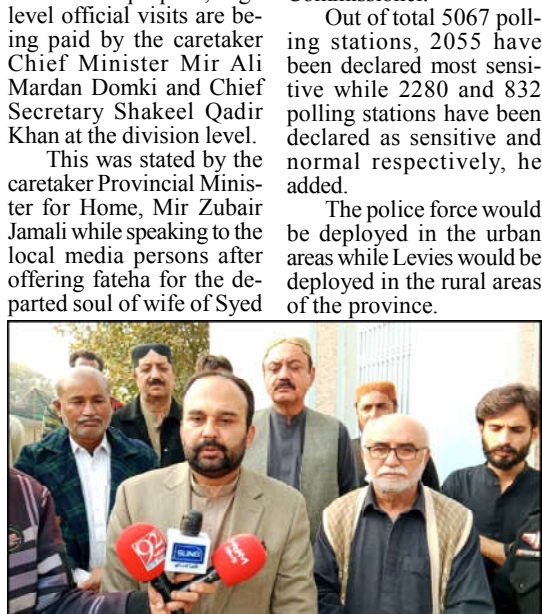 level official visits are be-
ing paid by the caretaker
Chief Minister Mir Ali
Mardan Domki and Chief
Secretary Shakeel Qadir
Khan at the division level.
This was stated by the
caretaker Provincial Minis-
ter for Home, Mir Zubair
Jamali while speaking to the
local media persons after
offering fateha for the de-
parted soul of wife of Syed
Commissioner.
Out of total 5067 poll-
ing stations, 2055 have
been declared most sensi-
tive while 2280 and 832
polling stations have been
declared as sensitive and
normal respectively, he
added.
The police force would
be deployed in the urban
areas while Levies would be
deployed in the rural areas
of the province.
92
SUNO